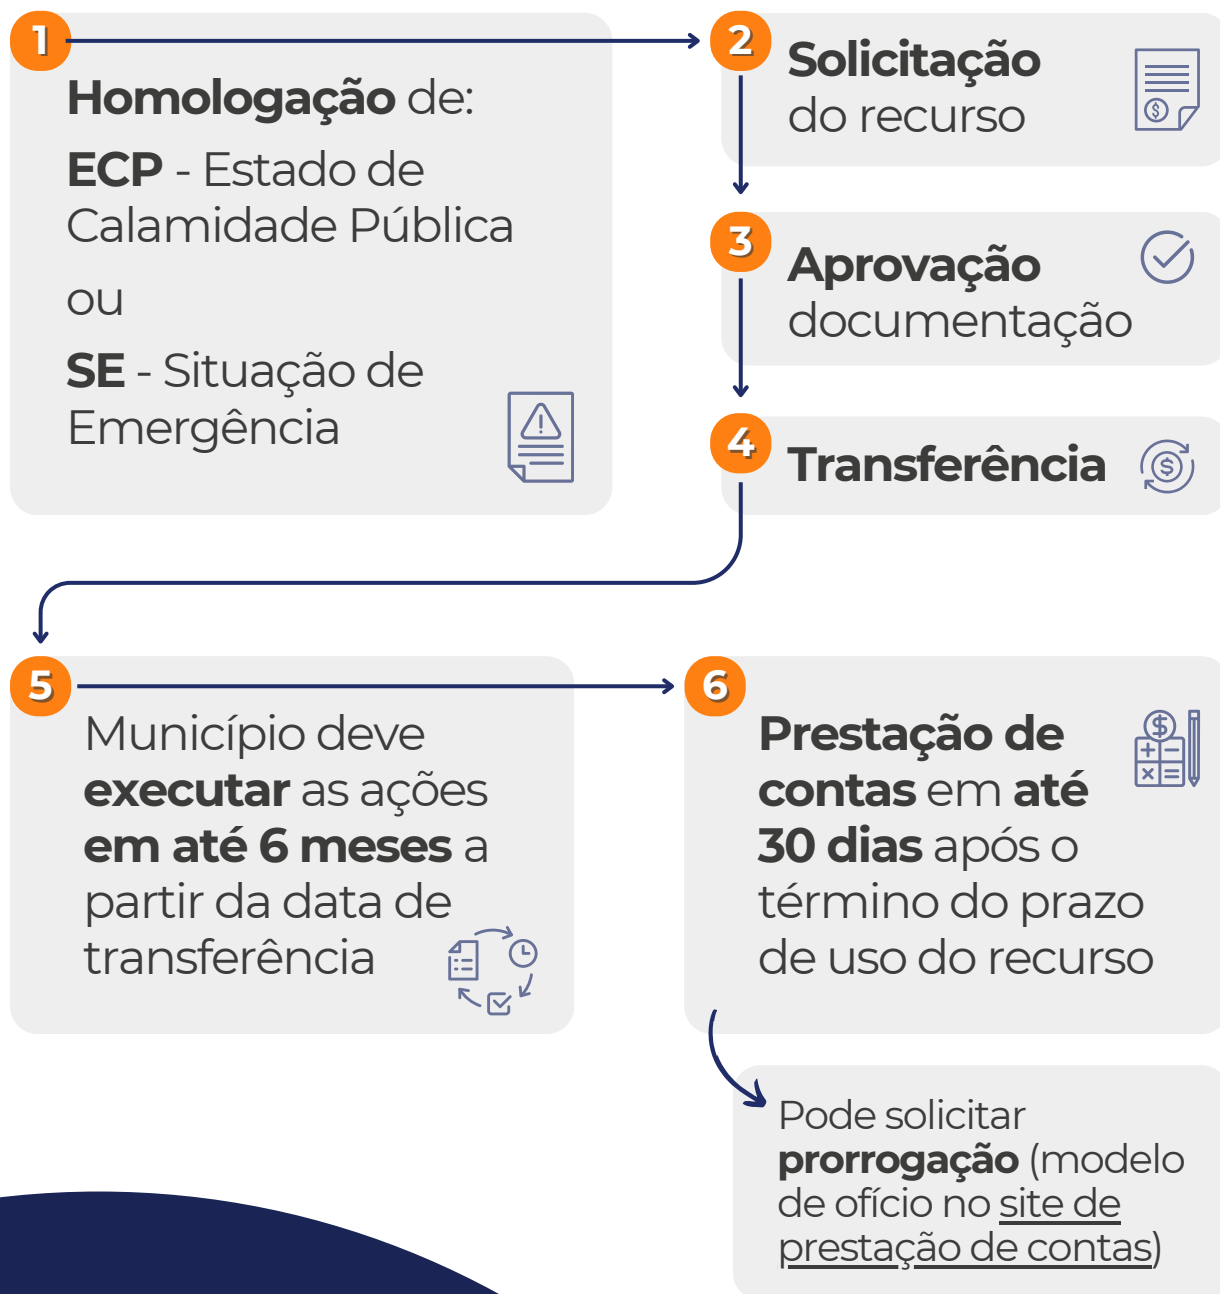 1
Homologação de:
ECP - Estado de
Calamidade Pública
ou
SE - Situação de
Emergência
2
Solicitação
do recurso
3
Aprovação
documentação
4
Transferência
5
Município deve
executar as ações
em até 6 meses a
partir da data de
transferência
6
Prestação de
contas em até
30 dias após o
término do prazo
de uso do recurso
Pode solicitar
prorrogação (modelo
de ofício no site de
prestação de contas)